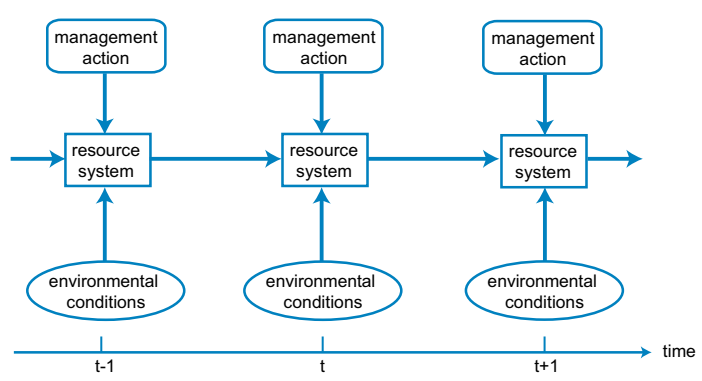 management
action
management
action
management
action
resource
system
resource
system
resource
system
environmental
conditions
environmental
conditions
environmental
conditions
time
t-1
t
t+1